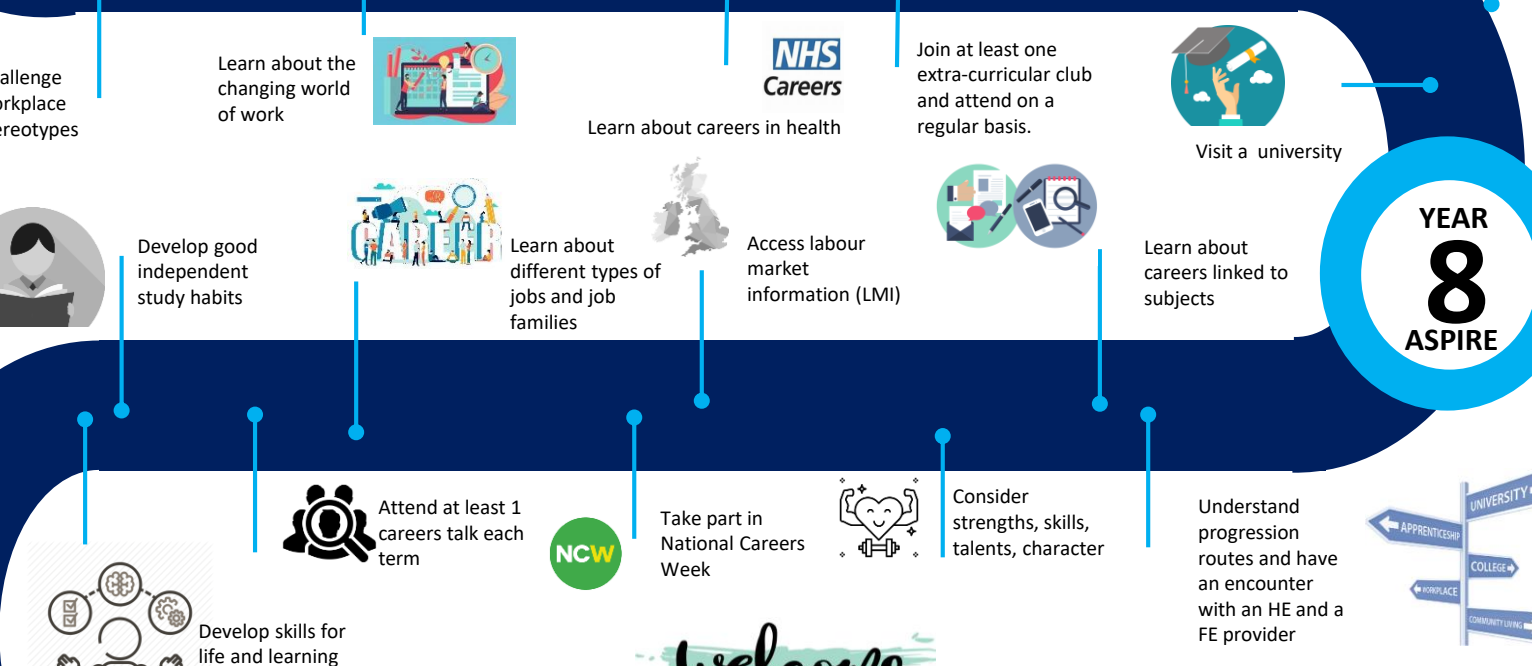 allenge
orkplace
ereotypes
Learn about the
changing world
of work
NHS
Careers
Learn about careers in health
Join at least one
extra-curricular club
and attend on a
regular basis.
Visit a university
YEAR
8
ASPIRE
Develop good
independent
study habits
CAREER
Learn about
different types of
jobs and job
families
Access labour
market
information (LMI)
Learn about
careers linked to
subjects
Attend at least 1
careers talk each
term
NCW
Take part in
National Careers
Week
Consider
strengths, skills,
talents, character
Understand
progression
routes and have
an encounter
with an HE and a
FE provider
UNIVERSITY
APPRENTICESHIP
COLLEGE
WORKPLACE
COMMUNITY LIVING
Develop skills for
life and learning
welcome